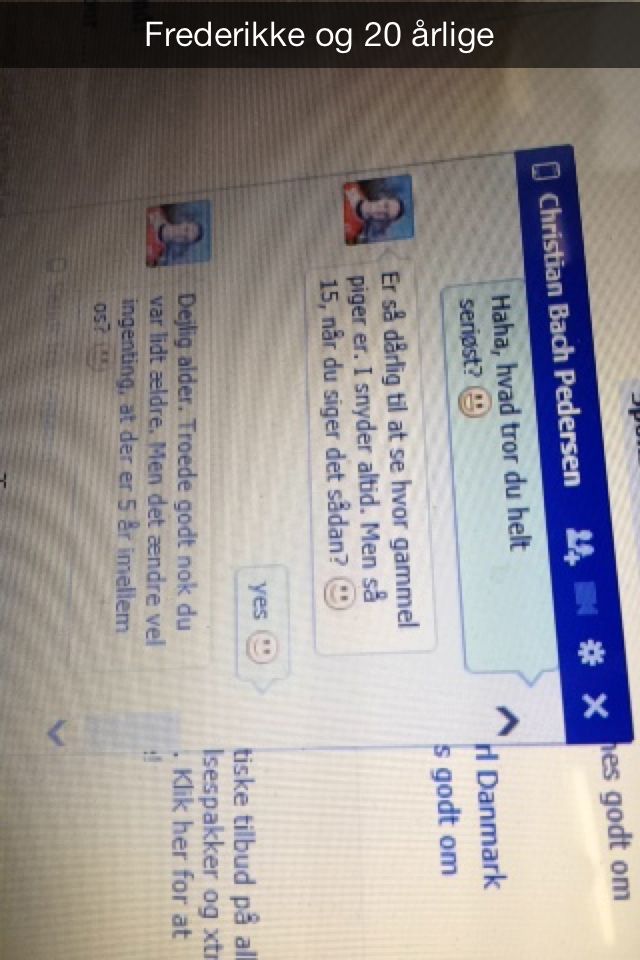 Frederikke og 20 årlige
Christian Bach Pedersen
Haha, hvad tror du helt
seriøst?
Er så dårlig til at se hvor gammel
piger er. I snyder altid. Men så
15, når du siger det sådan?
yes
Dejlig alder. Troede godt nok du
var lidt ældre. Men det ændre vel
ingenting, at der er 5 år imellem
os?
nes godt om
rl Danmark
s godt om
tiske tilbud på al
lsespakker og xtr
. Klik her for at
!